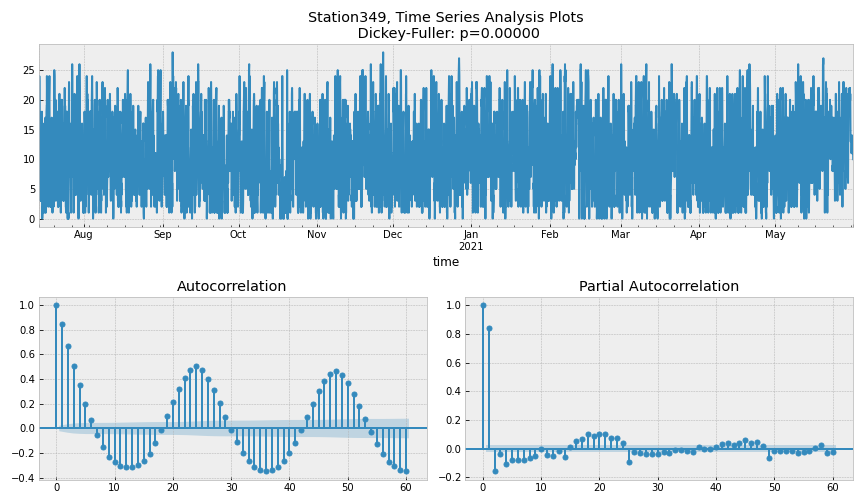 Station349, Time Series Analysis Plots
Dickey-Fuller: p=0.00000
25
20
15
10
5
0
Aug Sep Oct Nov Dec Jan Feb Mar Apr May
2021
time
Autocorrelation
1.0
0.8
0.6
0.4
0.2
0.0
−0.2
−0.4
0 10 20 30 40 50 60
Partial Autocorrelation
1.0
0.8
0.6
0.4
0.2
0.0
−0.2
0 10 20 30 40 50 60